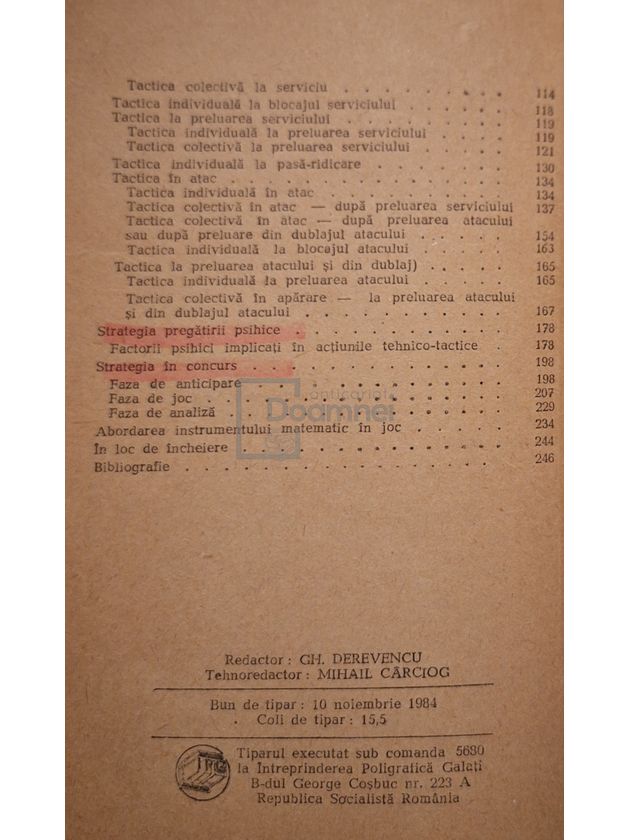 Tactica colectivă la serviciu . . . . . . . . . 114
Tactica individuală la blocajul serviciului . . . . . . 118
Tactica la preluarea serviciului . . . . . . . . . 119
Tactica individuală la preluarea serviciului . . . . . 119
Tactica colectivă la preluarea serviciului . . . . . . 121
Tactica individuală la pasă-ridicare . . . . . . . . 130
Tactica în atac . . . . . . . . . . . . . . . 134
Tactica individuală în atac . . . . . . . . . . 134
Tactica colectivă în atac — după preluarea serviciului 137
Tactica colectivă în atac — după preluarea atacului
sau după preluare din dublajul atacului . . . . . . 154
Tactica individuală la blocajul atacului . . . . . . 163
Tactica la preluarea atacului și din dublaj) . . . . . 165
Tactica individuală la preluarea atacului . . . . . 165
Tactica colectivă în apărare — la preluarea atacului
și din dublajul atacului . . . . . . . . . . . 167
Strategia pregătirii psihice . . . . . . . . . . . 178
Factorii psihici implicați în acțiunile tehnico-tactice . 178
Strategia în concurs . . . . . . . . . . . . . 198
Faza de anticipare . . . . . . . . . . . . . 198
Faza de joc . . . . . . . . . . . . . . . 207
Faza de analiză . . . . . . . . . . . . . . 229
Abordarea instrumentului matematic în joc . . . . . . 234
În loc de încheiere . . . . . . . . . . . . . . 244
Bibliografie . . . . . . . . . . . . . . . . 246
anticariat
Doamnei
Redactor : GH. DEREVENCU
Tehnoredactor : MIHAIL CÂRCIOG
Bun de tipar : 10 noiembrie 1984
Coli de tipar : 15,5
Tiparul executat sub comanda 5680
la Intreprinderea Poligrafică Galați
B-dul George Coșbuc nr. 223 A
Republica Socialistă România